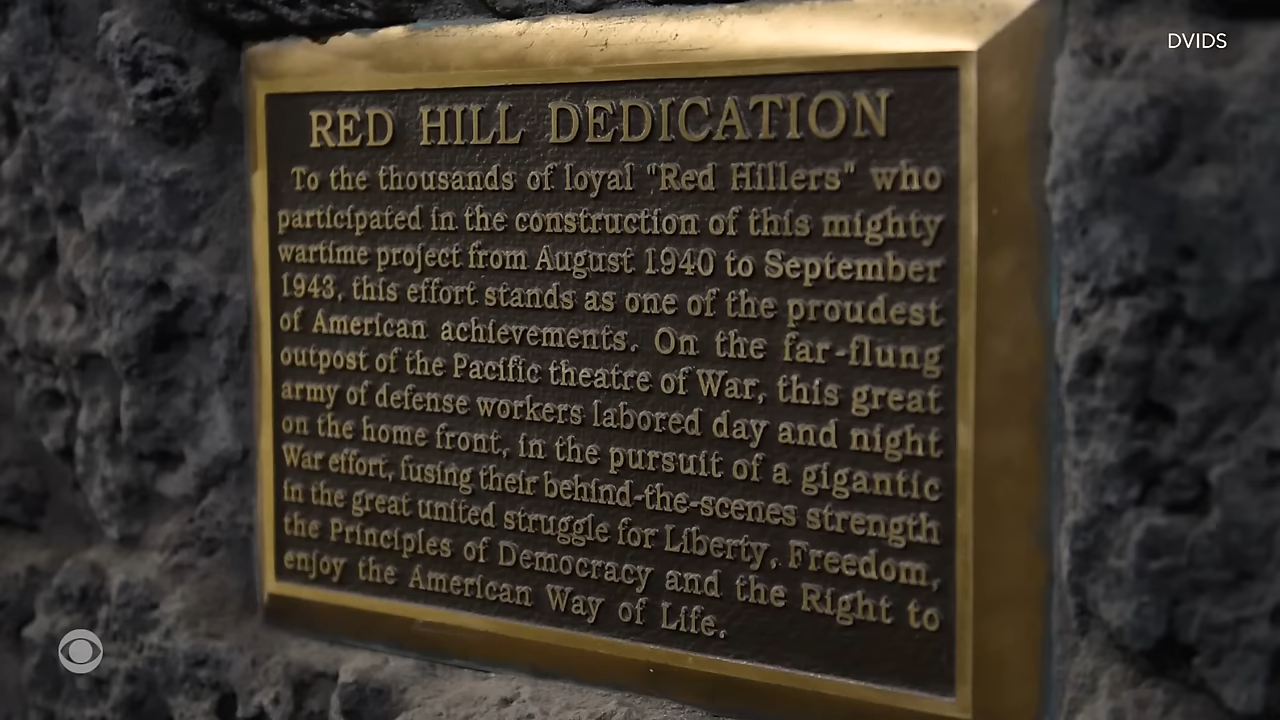 DVIDS
RED HILL DEDICATION
To the thousands of loyal "Red Hillers" who
participated in the construction of this mighty
wartime project from August 1940 to September
1943, this effort stands as one of the proudest
of American achievements. On the far-flung
outpost of the Pacific theatre of War, this great
army of defense workers labored day and night
on the home front, in the pursuit of a gigantic
War effort, fusing their behind-the-scenes strength
in the great united struggle for Liberty, Freedom,
the Principles of Democracy and the Right to
enjoy the American Way of Life.